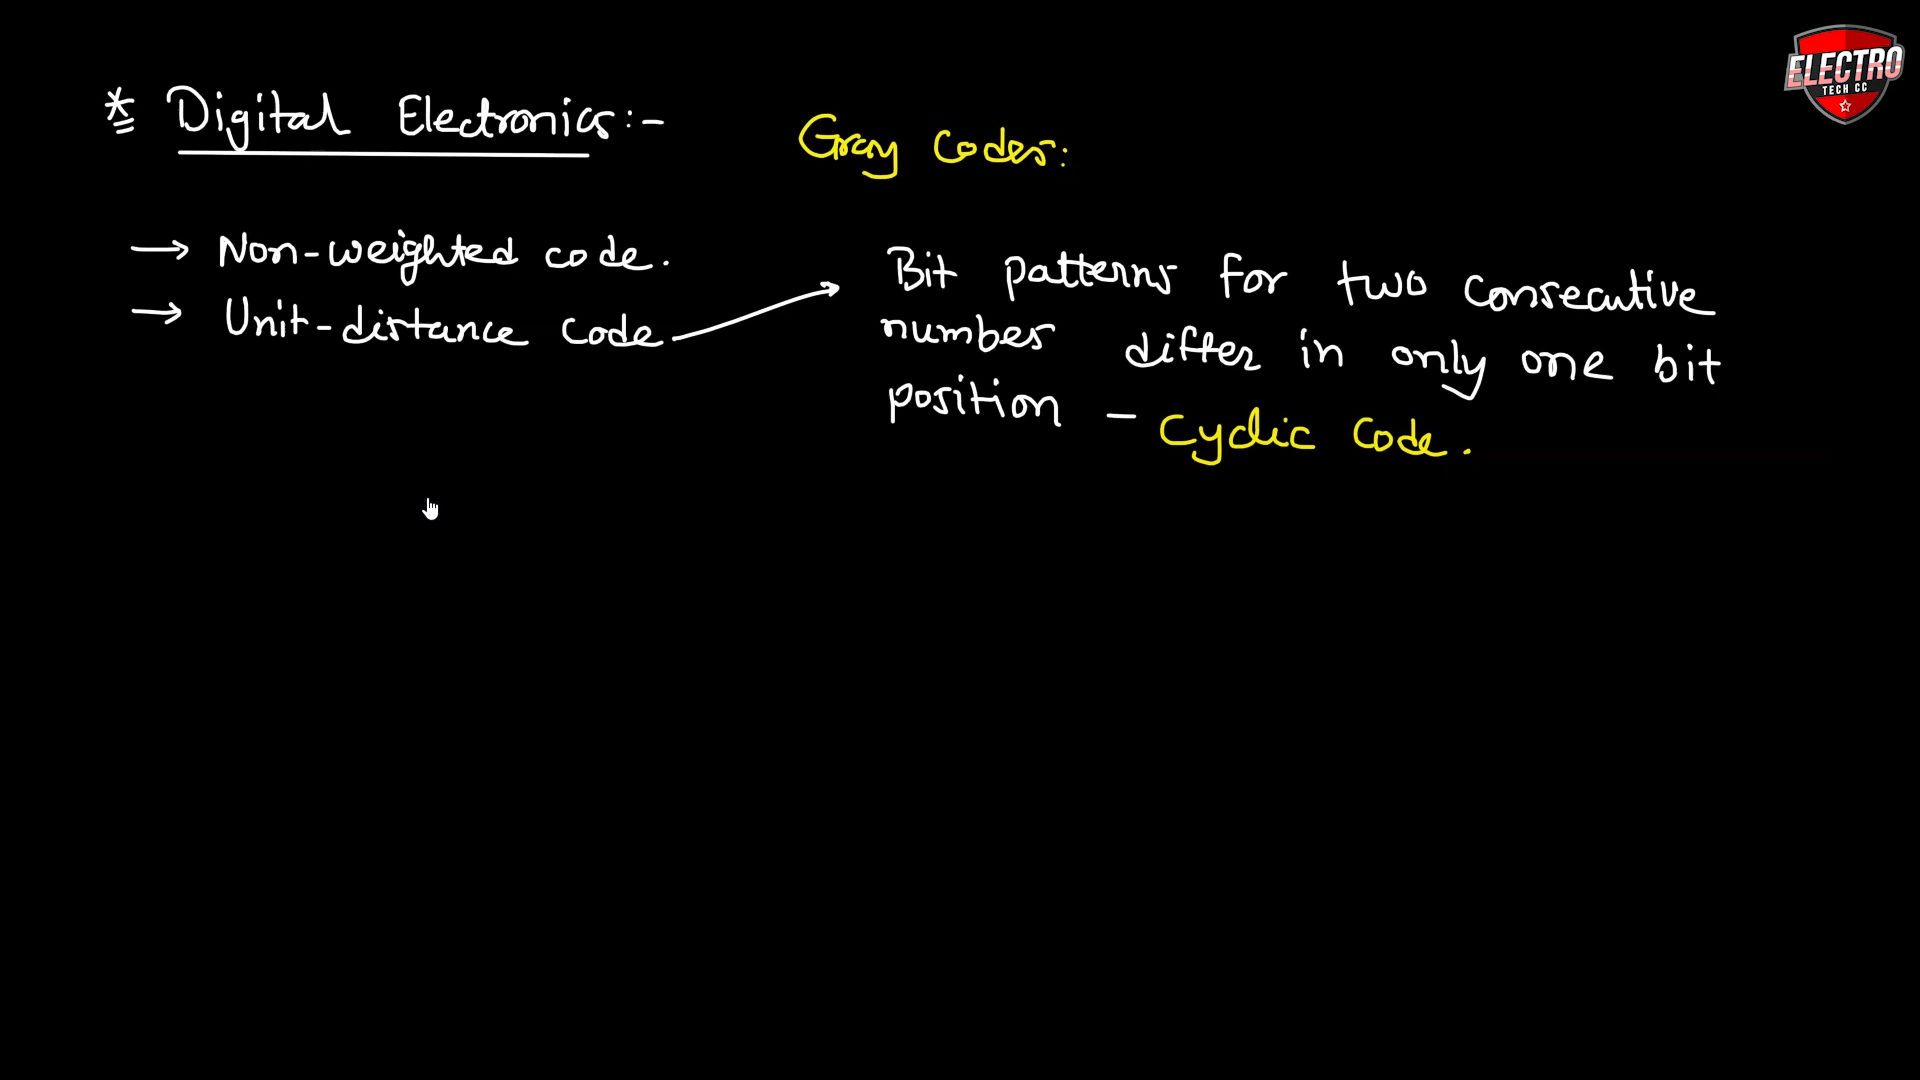 * Digital Electronics:-
Gray Codes:
→ Non-weighted code.
→ Unit-distance code
Bit patterns for two consecutive
number differ in only one bit
position - Cyclic Code.
ELECTRO
TECH CC